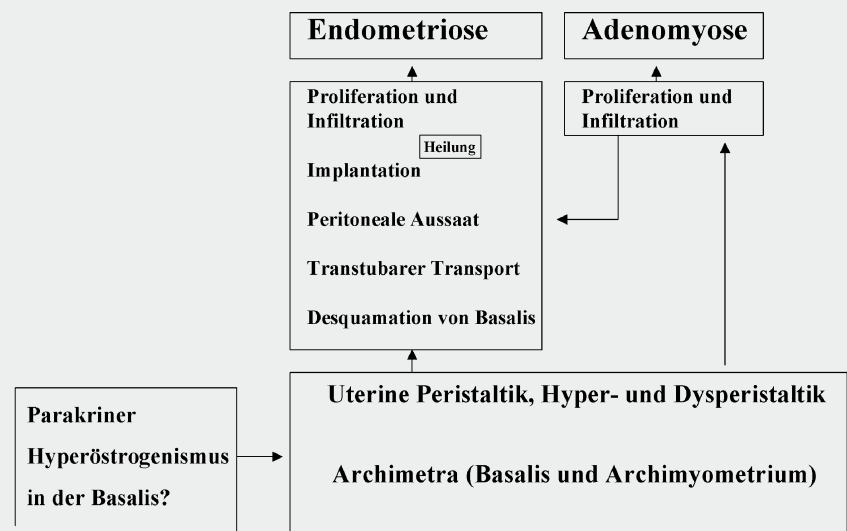 Endometriose
Adenomyose
Proliferation und
Infiltration
Heilung
Implantation
Peritoneale Aussaat
Transtubarer Transport
Desquamation von Basalis
Proliferation und
Infiltration
Uterine Peristaltik, Hyper- und Dysperistaltik
Archimetra (Basalis und Archimyometrium)
Parakriner
Hyperöstrogenismus
in der Basalis?